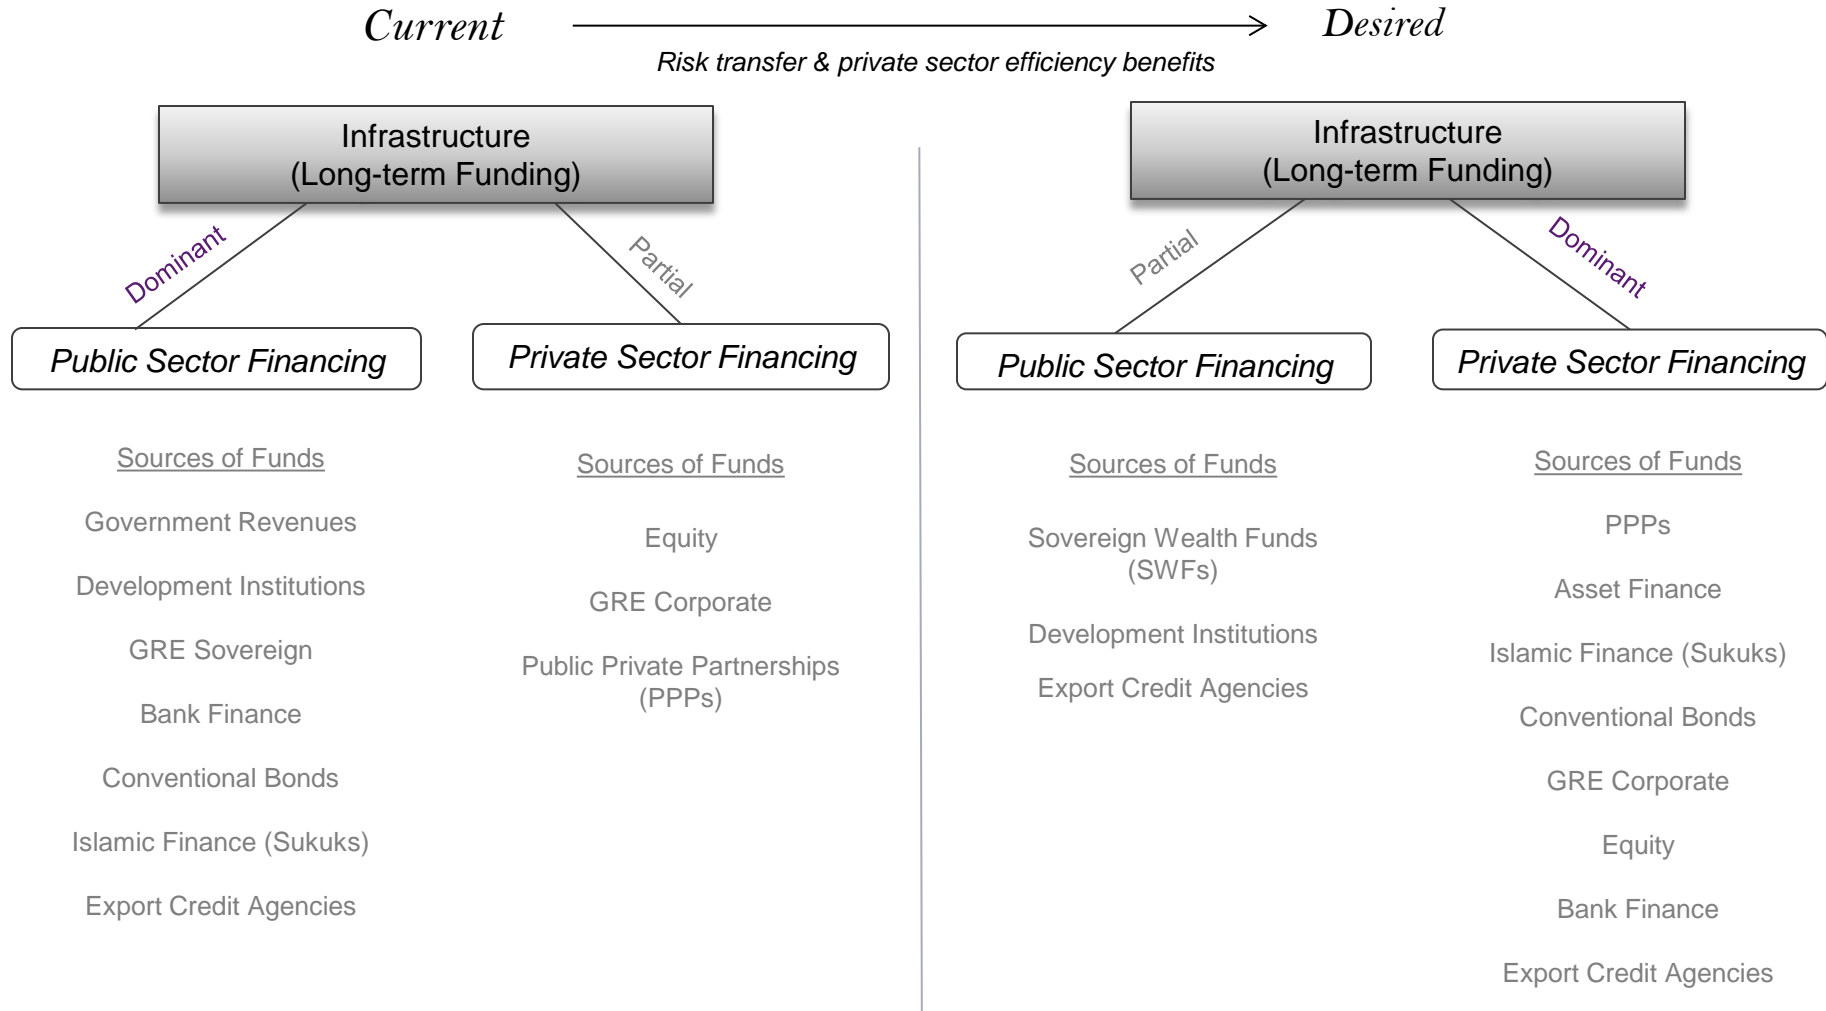 Current
Desired
Risk transfer & private sector efficiency benefits
Infrastructure
(Long-term Funding)
Dominant
Partial
Public Sector Financing
Private Sector Financing
Sources of Funds
Government Revenues
Development Institutions
GRE Sovereign
Bank Finance
Conventional Bonds
Islamic Finance (Sukuks)
Export Credit Agencies
Sources of Funds
Equity
GRE Corporate
Public Private Partnerships
(PPPs)
Infrastructure
(Long-term Funding)
Partial
Dominant
Public Sector Financing
Private Sector Financing
Sources of Funds
Sovereign Wealth Funds
(SWFs)
Development Institutions
Export Credit Agencies
Sources of Funds
PPPs
Asset Finance
Islamic Finance (Sukuks)
Conventional Bonds
GRE Corporate
Equity
Bank Finance
Export Credit Agencies